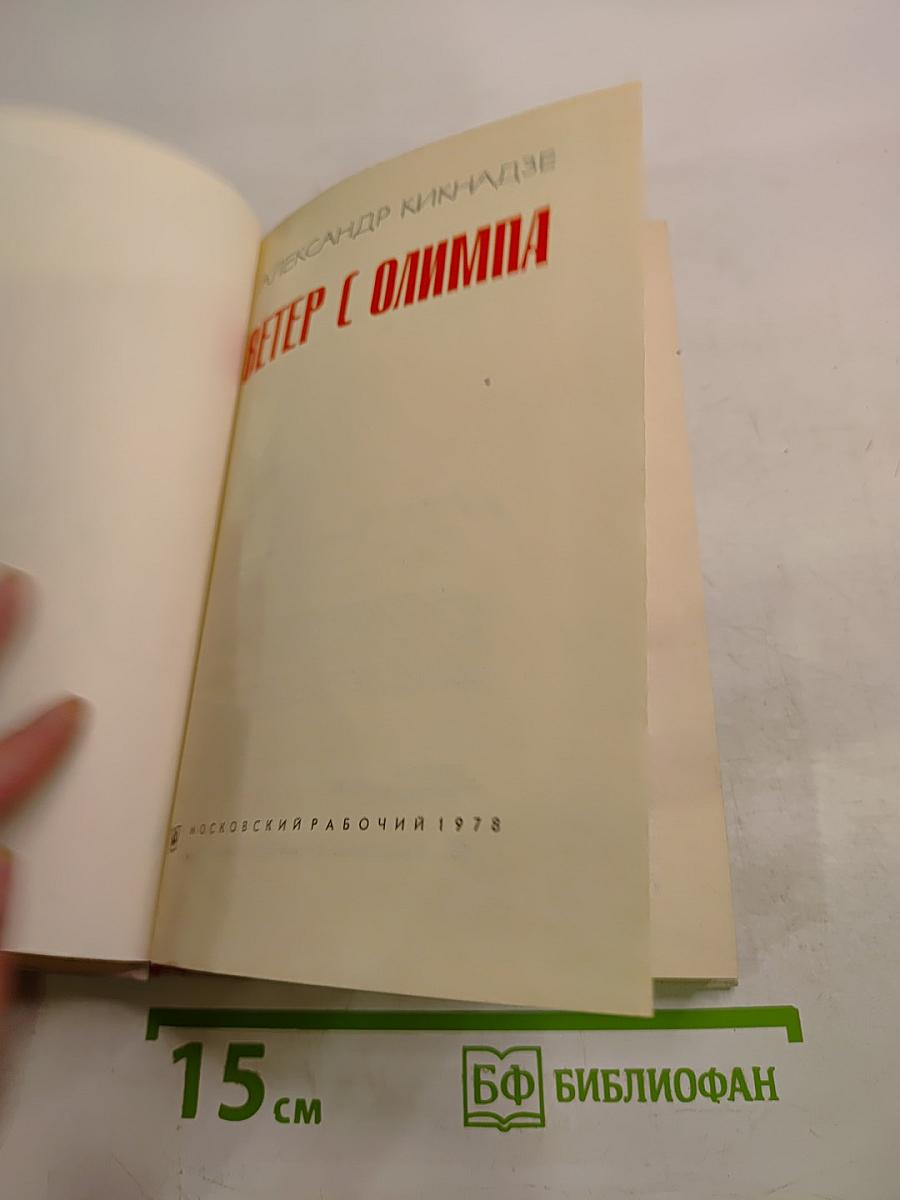 АЛЕКСАНДР КИКНАДЗЕ
ВЕТЕР С ОЛИМПА
МОСКОВСКИЙ РАБОЧИЙ 1978
15 см
БФ БИБЛИОФАН